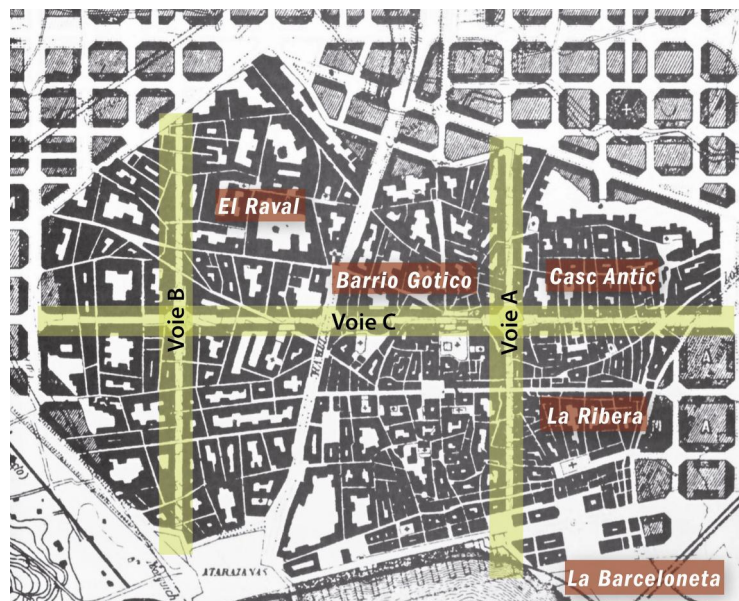 El Raval
Barrio Gotico
Casc Antic
Voie B
Voie C
Voie A
A
La Ribera
A
ATARAZANAS
La Barceloneta